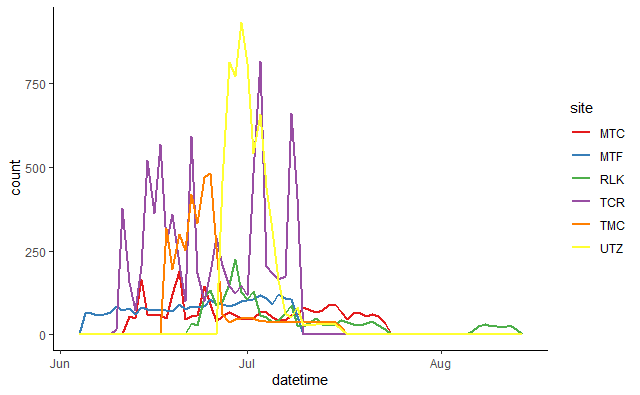 750
500
250
0
count
Jun
Jul
Aug
datetime
site
MTC
MTF
RLK
TCR
TMC
UTZ